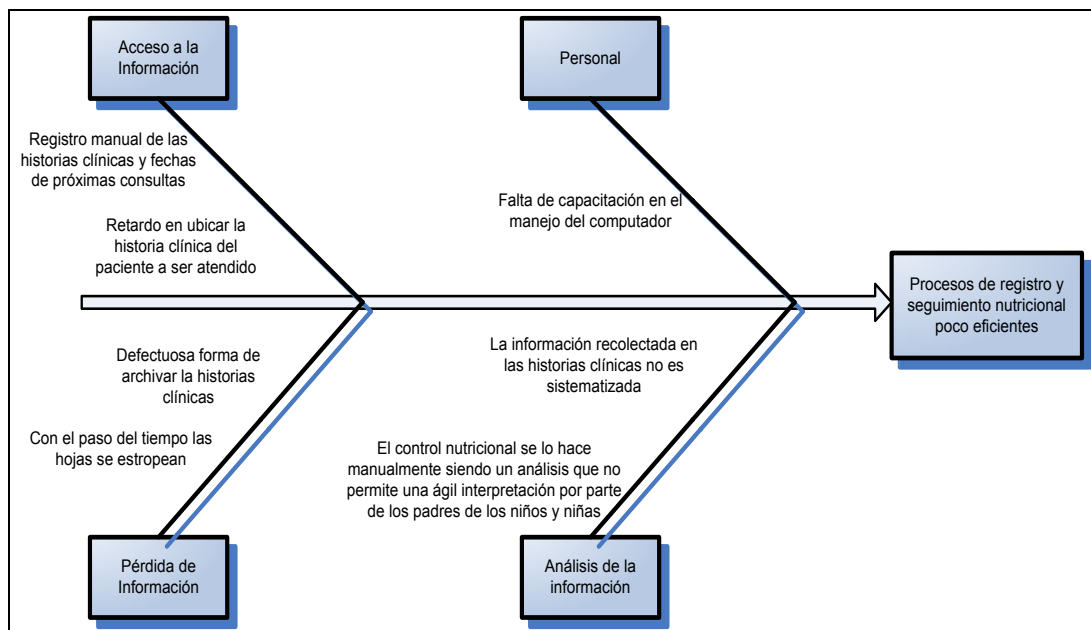 Acceso a la
Información
Personal
Registro manual de las
historias clínicas y fechas
de próximas consultas
Falta de capacitación en el
manejo del computador
Retardo en ubicar la
historia clínica del
paciente a ser atendido
Procesos de registro y
seguimiento nutricional
poco eficientes
Defectuosa forma de
archivar la historias
clínicas
La información recolectada en
las historias clínicas no es
sistematizada
Con el paso del tiempo las
hojas se estropean
El control nutricional se lo hace
manualmente siendo un análisis que no
permite una ágil interpretación por parte
de los padres de los niños y niñas
Pérdida de
Información
Análisis de la
información